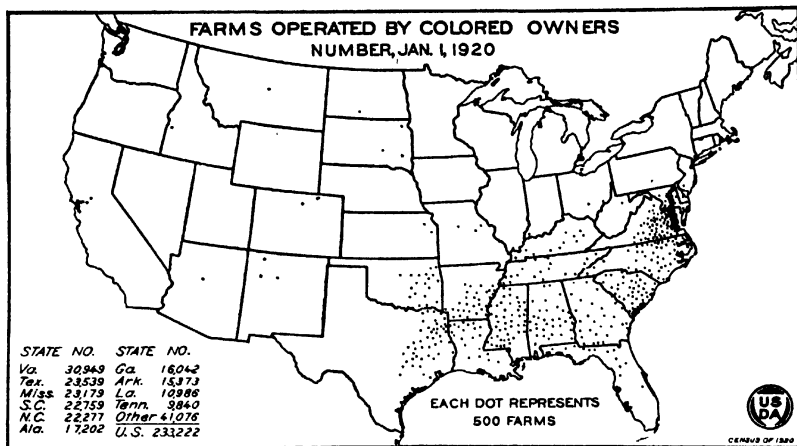 FARMS OPERATED BY COLORED OWNERS
NUMBER, JAN. 1, 1920
STATE NO. STATE NO.
Va. 30,949 Ga. 16,042
Tex. 23,539 Ark. 15,373
Miss. 23,179 La. 10,986
S.C. 22,759 Tenn. 9,840
N.C. 22,277 Other 41,076
Ala. 17,202 U.S. 233,222
EACH DOT REPRESENTS
500 FARMS
US
DA
CENSUS OF 1920